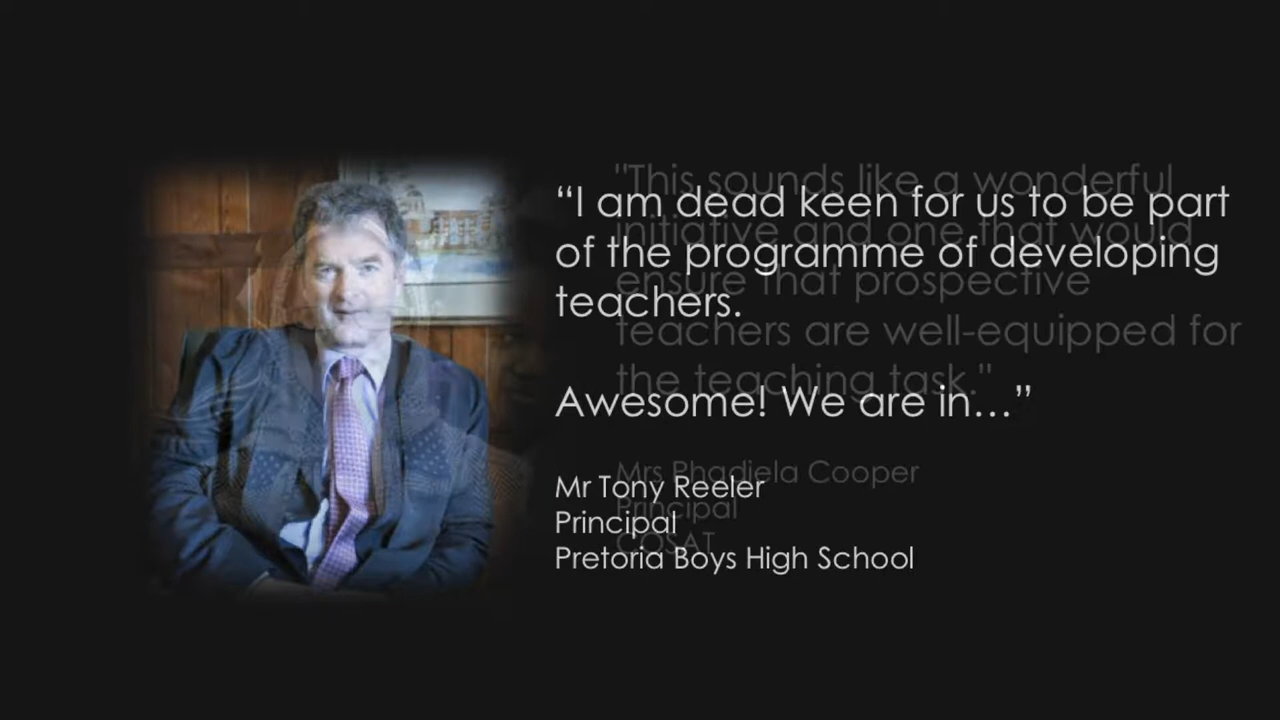 “I am dead keen for us to be part
of the programme of developing
teachers.
Awesome! We are in…”
Mr Tony Reeler
Principal
Pretoria Boys High School
"This sounds like a wonderful
initiative and one that would
ensure that prospective
teachers are well-equipped for
the teaching task."
Mrs Phadiela Cooper
Principal
COSAT